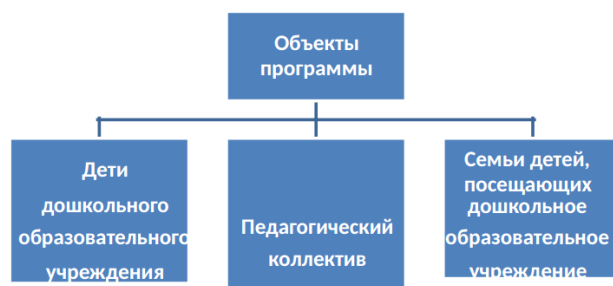 Объекты
программы
Дети
дошкольного
образовательного
учреждения
Педагогический
коллектив
Семьи детей,
посещающих
дошкольное
образовательное
учреждение